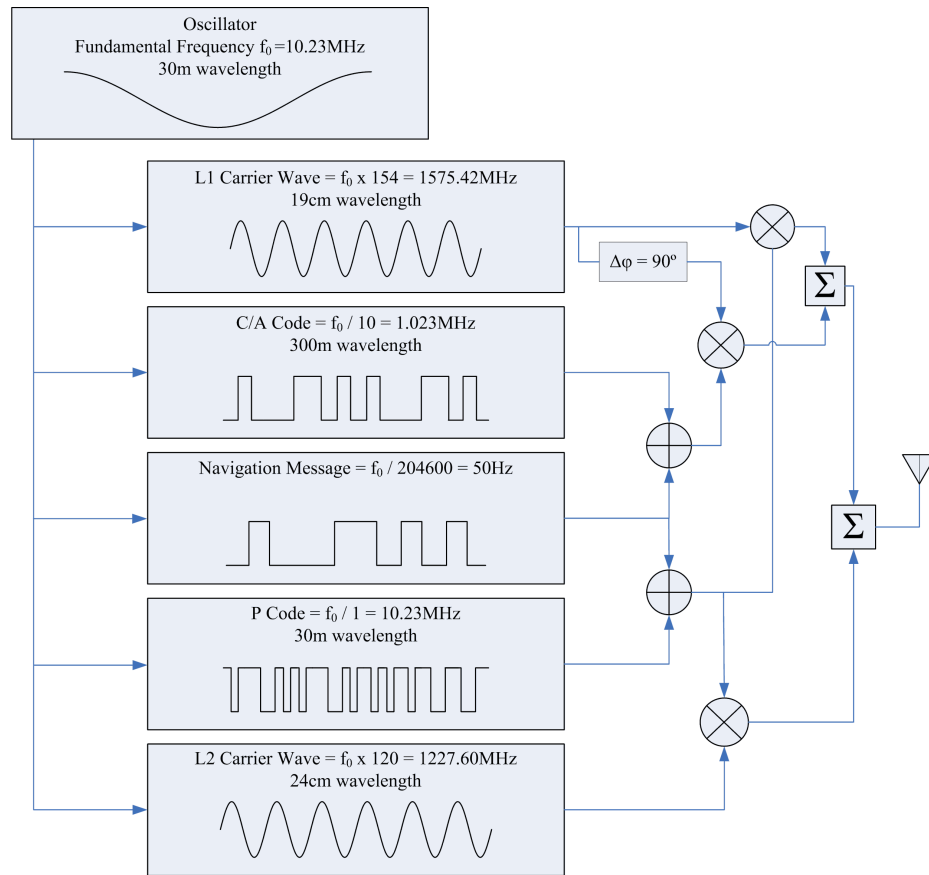 Oscillator
Fundamental Frequency f₀=10.23MHz
30m wavelength
L1 Carrier Wave = f₀ x 154 = 1575.42MHz
19cm wavelength
Δφ = 90º
Σ
C/A Code = f₀ / 10 = 1.023MHz
300m wavelength
Navigation Message = f₀ / 204600 = 50Hz
Σ
P Code = f₀ / 1 = 10.23MHz
30m wavelength
L2 Carrier Wave = f₀ x 120 = 1227.60MHz
24cm wavelength